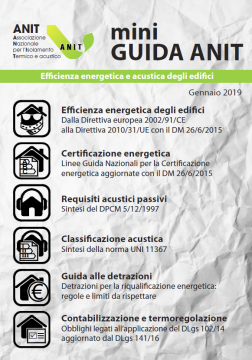 ANIT
Associazione
Nazionale
per l'Isolamento
Termico e acustico
ANIT
mini
GUIDA ANIT
Efficienza energetica e acustica degli edifici
Gennaio 2019
Efficienza energetica degli edifici
Dalla Direttiva europea 2002/91/CE
alla Direttiva 2010/31/UE con il DM 26/6/2015
Certificazione energetica
Linee Guida Nazionali per la Certificazione
energetica aggiornate con il DM 26/6/2015
Requisiti acustici passivi
Sintesi del DPCM 5/12/1997
Classificazione acustica
Sintesi della norma UNI 11367
Guida alle detrazioni
Detrazioni per la riqualificazione energetica:
regole e limiti da rispettare
Contabilizzazione e termoregolazione
Obblighi legati all'applicazione del DLgs 102/14
aggiornato dal DLgs 141/16